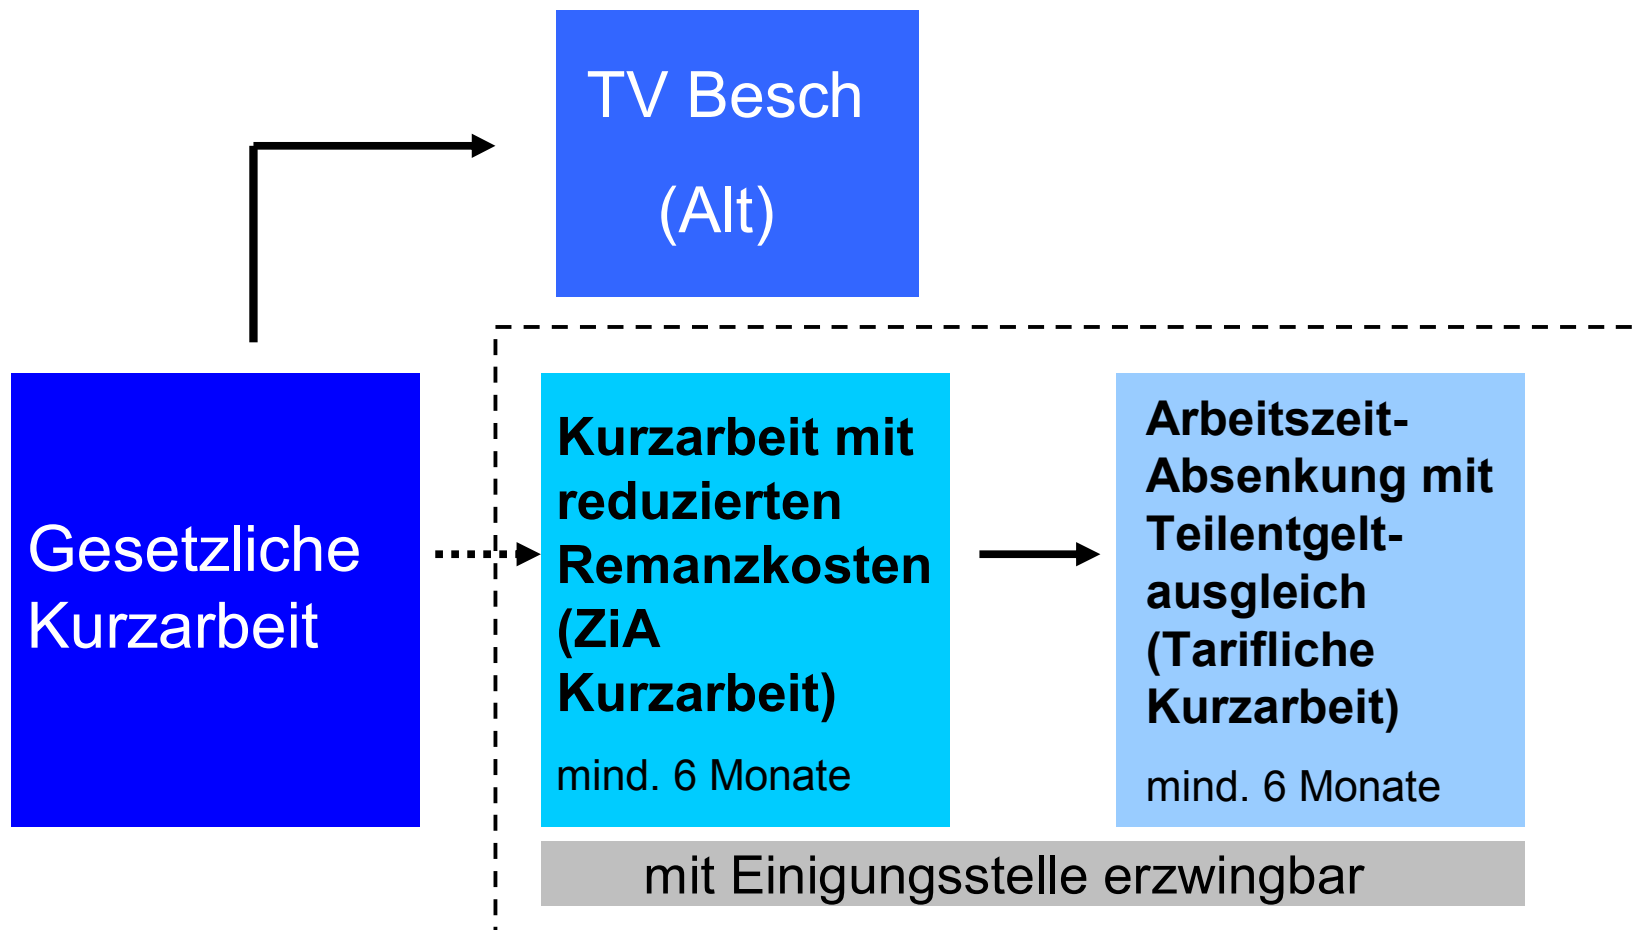 TV Besch
(Alt)
Gesetzliche
Kurzarbeit
Kurzarbeit mit
reduzierten
Remanzkosten
(ZiA
Kurzarbeit)
mind. 6 Monate
Arbeitszeit-
Absenkung mit
Teilentgelt-
ausgleich
(Tarifliche
Kurzarbeit)
mind. 6 Monate
mit Einigungsstelle erzwingbar